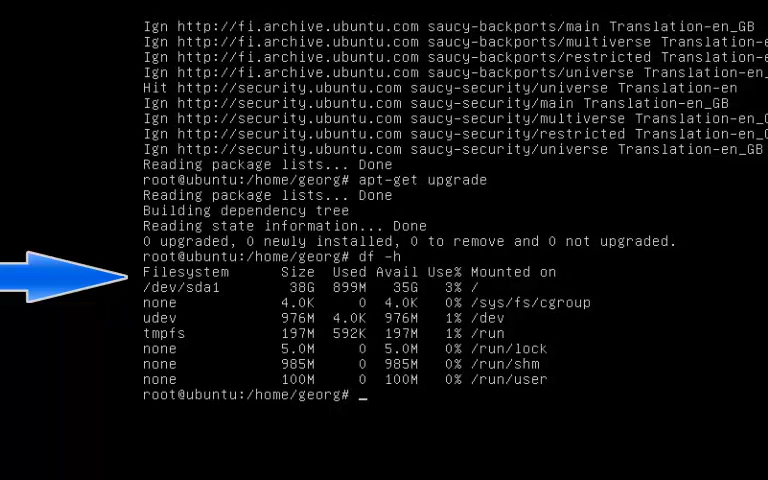 Ign http://fi.archive.ubuntu.com saucy-backports/main Translation-en_GB
Ign http://fi.archive.ubuntu.com saucy-backports/multiverse Translation-e
Ign http://fi.archive.ubuntu.com saucy-backports/restricted Translation-e
Ign http://fi.archive.ubuntu.com saucy-backports/universe Translation-en_
Hit http://security.ubuntu.com saucy-security/universe Translation-en
Ign http://security.ubuntu.com saucy-security/main Translation-en_GB
Ign http://security.ubuntu.com saucy-security/multiverse Translation-en_G
Ign http://security.ubuntu.com saucy-security/restricted Translation-en_G
Ign http://security.ubuntu.com saucy-security/universe Translation-en_GB
Reading package lists... Done
root@ubuntu:/home/georg# apt-get upgrade
Reading package lists... Done
Building dependency tree
Reading state information... Done
0 upgraded, 0 newly installed, 0 to remove and 0 not upgraded.
root@ubuntu:/home/georg# df -h
Filesystem Size Used Avail Use% Mounted on
/dev/sda1 38G 899M 35G 3% /
none 4.0K 0 4.0K 0% /sys/fs/cgroup
udev 976M 4.0K 976M 1% /dev
tmpfs 197M 592K 197M 1% /run
none 5.0M 0 5.0M 0% /run/lock
none 985M 0 985M 0% /run/shm
none 100M 0 100M 0% /run/user
root@ubuntu:/home/georg# _